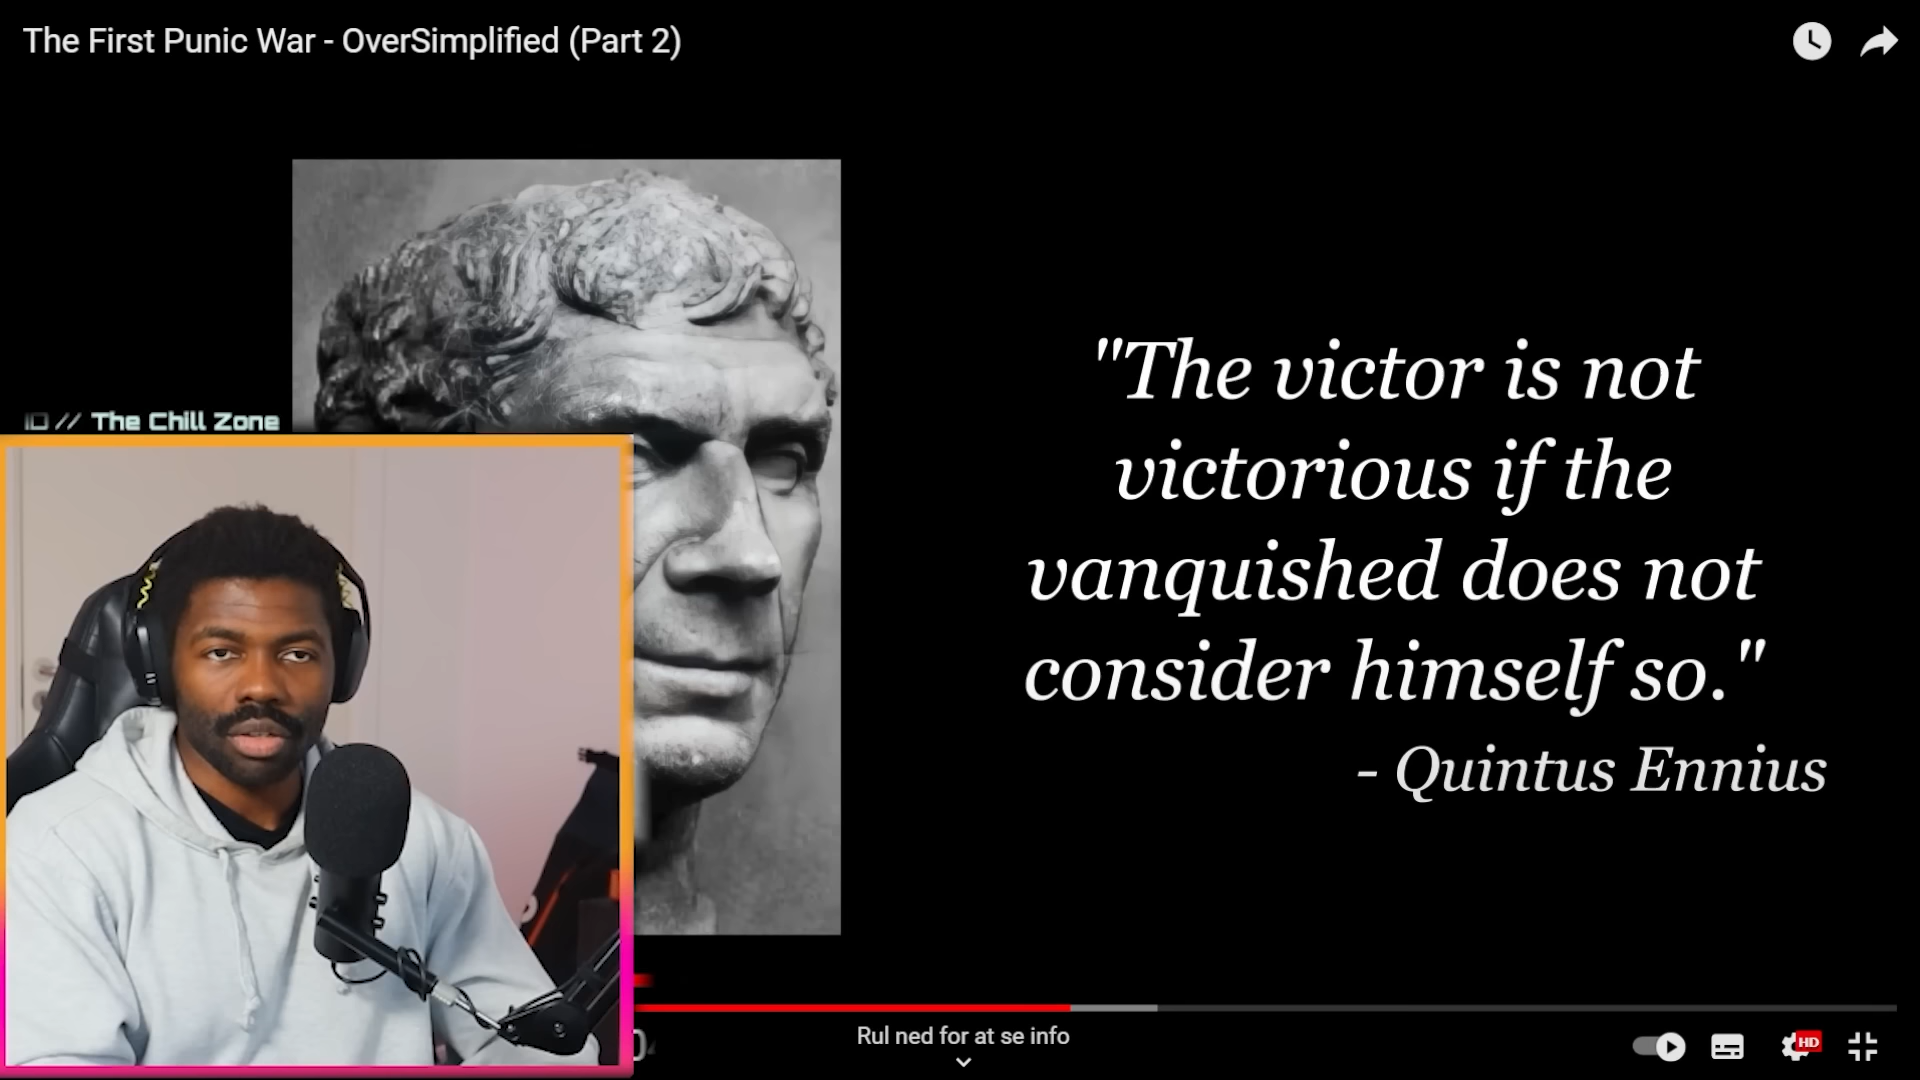 The First Punic War - OverSimplified (Part 2)
// The Chill Zone
"The victor is not
victorious if the
vanquished does not
consider himself so."
- Quintus Ennius
Rul ned for at se info
HD